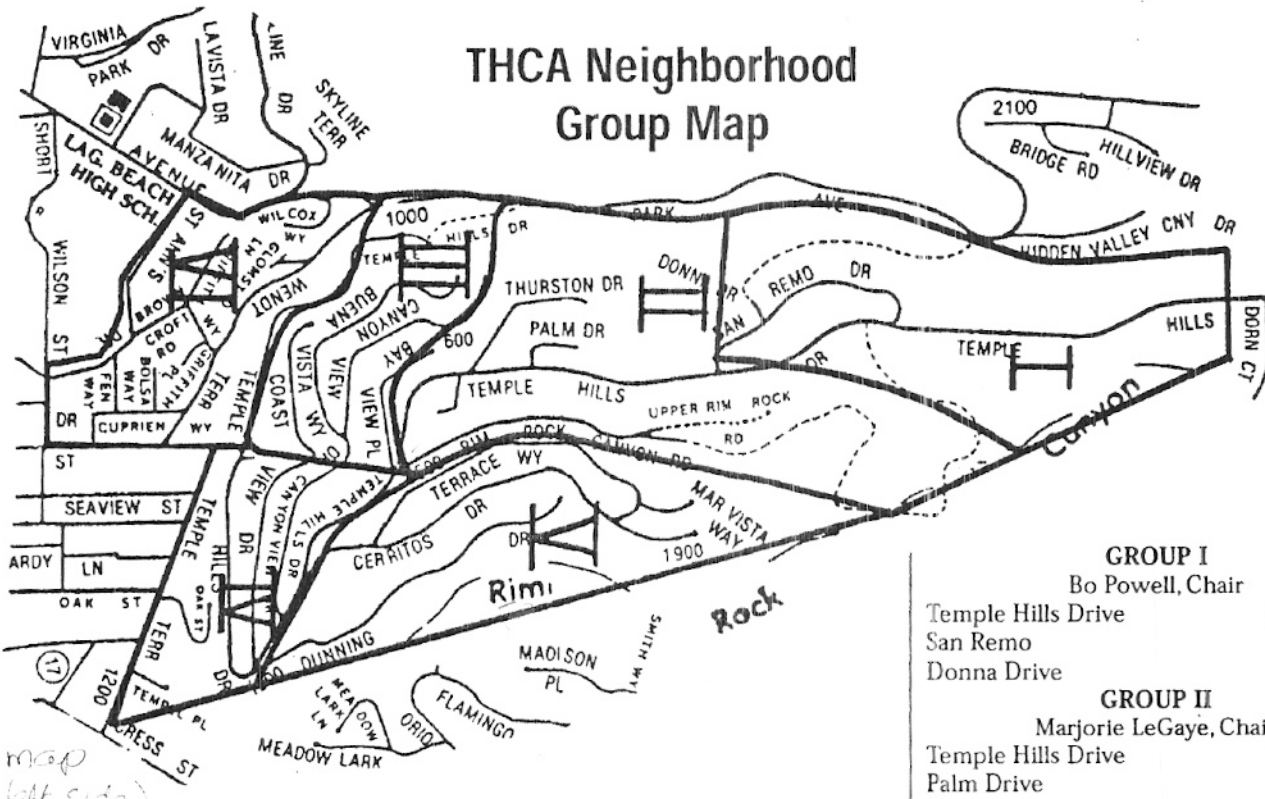 THCA Neighborhood
Group Map
VIRGINIA DR
PARK
LA VISTA DR
LINE DR
SKYLINE TERR
MANZANITA DR
SHORT
LAG. BEACH
HIGH SCH.
AVENUE
2100
BRIDGE RD
HILLVIEW DR
HIDDEN VALLEY CNY DR
PARK AVE
WILSON ST
ST ANN'S DR
WILCOX WY
WENDT TERR
1000
TEMPLE HILLS DR
III
II
I
THURSTON DR
PALM DR
DONNA DR
SAN REMO DR
TEMPLE HILLS DR
DORN CT
BUENA VISTA WY
CANYON VIEW
BAY VIEW PL
600
COAST VIEW DR
CROFT RD
GRIFFITH WY
BOLSA WAY
FEN WAY
CUPRIEN WY
DR
TEMPLE HILLS
UPPER RIM ROCK RD
RIM ROCK CANYON RD
Canyon
ST
SEAVIEW ST
ARDY LN
OAK ST
OAK ST
TEMPLE TERR
TEMPLE
HILLS DR
CANYON VIEW
TEMPLE HILLS DR
CERRITOS DR
TERRACE WY
MAR VISTA WAY
1900
DUNNING DR
Rim
Rock
17
1200
TEMPLE PL
CRESS ST
MEADOW LARK LN
MEADOW LARK
FLAMINGO
MADISON PL
SMITH WY
map
GROUP I
Bo Powell, Chair
Temple Hills Drive
San Remo
Donna Drive
GROUP II
Marjorie LeGaye, Chai
Temple Hills Drive
Palm Drive